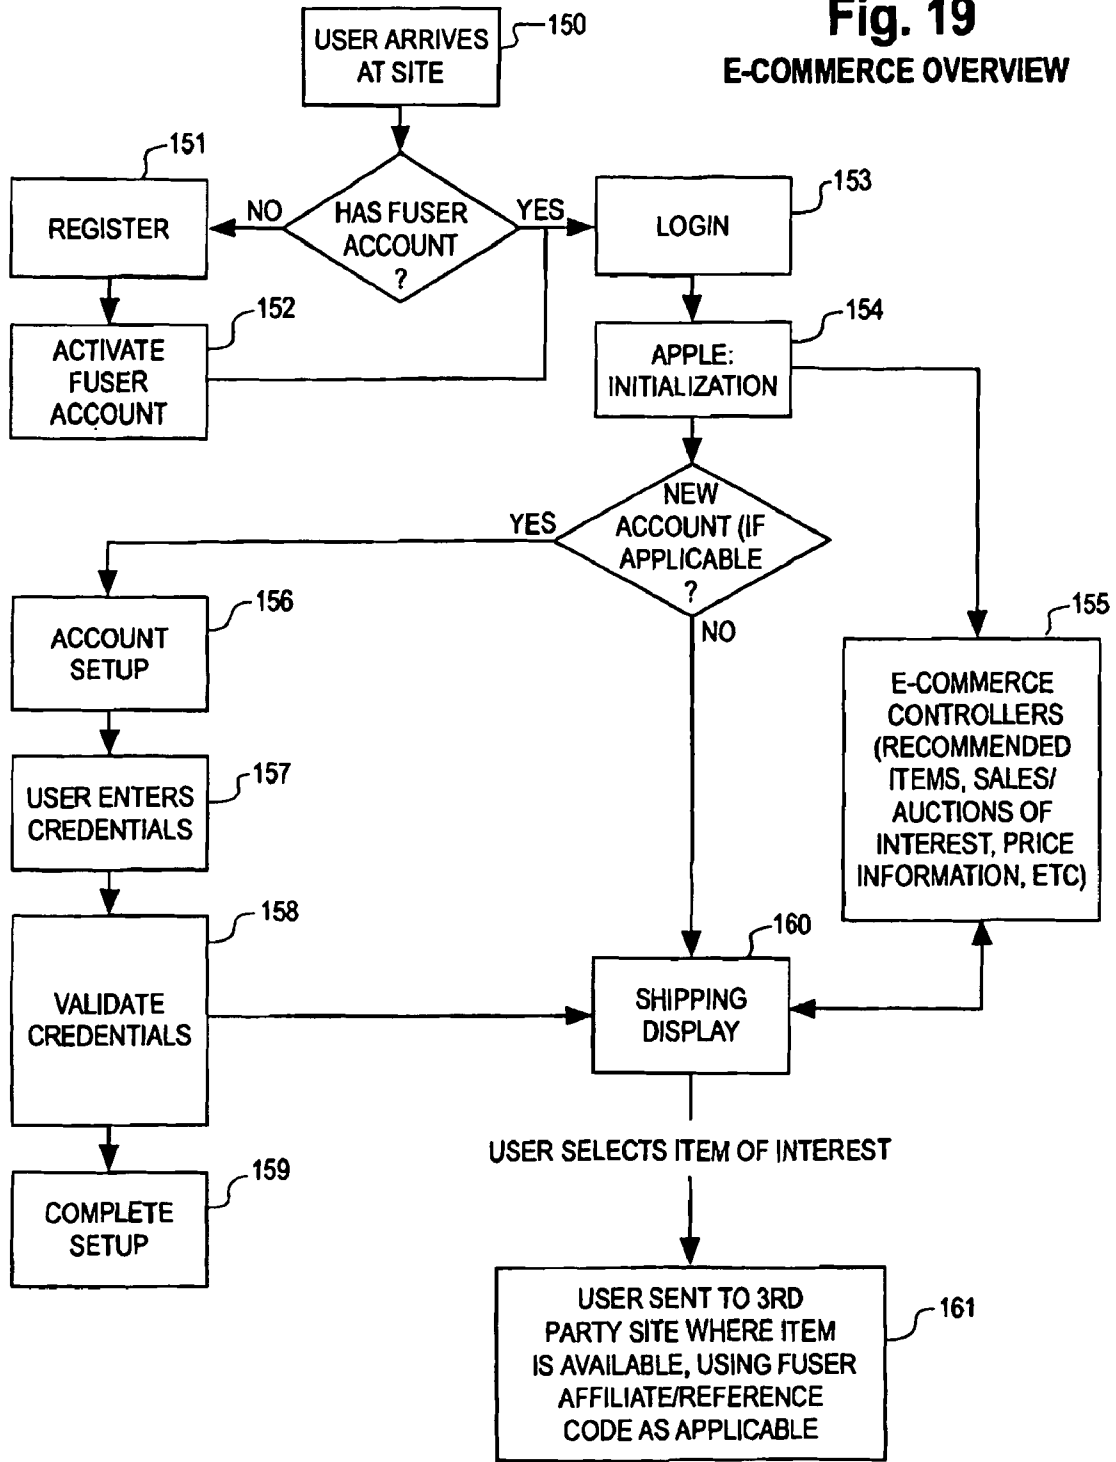 Fig. 19
E-COMMERCE OVERVIEW
USER ARRIVES
AT SITE
150
HAS FUSER
ACCOUNT
?
NO
YES
151
REGISTER
152
ACTIVATE
FUSER
ACCOUNT
153
LOGIN
154
APPLE:
INITIALIZATION
NEW
ACCOUNT (IF
APPLICABLE
?
YES
NO
155
E-COMMERCE
CONTROLLERS
(RECOMMENDED
ITEMS, SALES/
AUCTIONS OF
INTEREST, PRICE
INFORMATION, ETC)
156
ACCOUNT
SETUP
157
USER ENTERS
CREDENTIALS
158
VALIDATE
CREDENTIALS
159
COMPLETE
SETUP
160
SHIPPING
DISPLAY
USER SELECTS ITEM OF INTEREST
161
USER SENT TO 3RD
PARTY SITE WHERE ITEM
IS AVAILABLE, USING FUSER
AFFILIATE/REFERENCE
CODE AS APPLICABLE